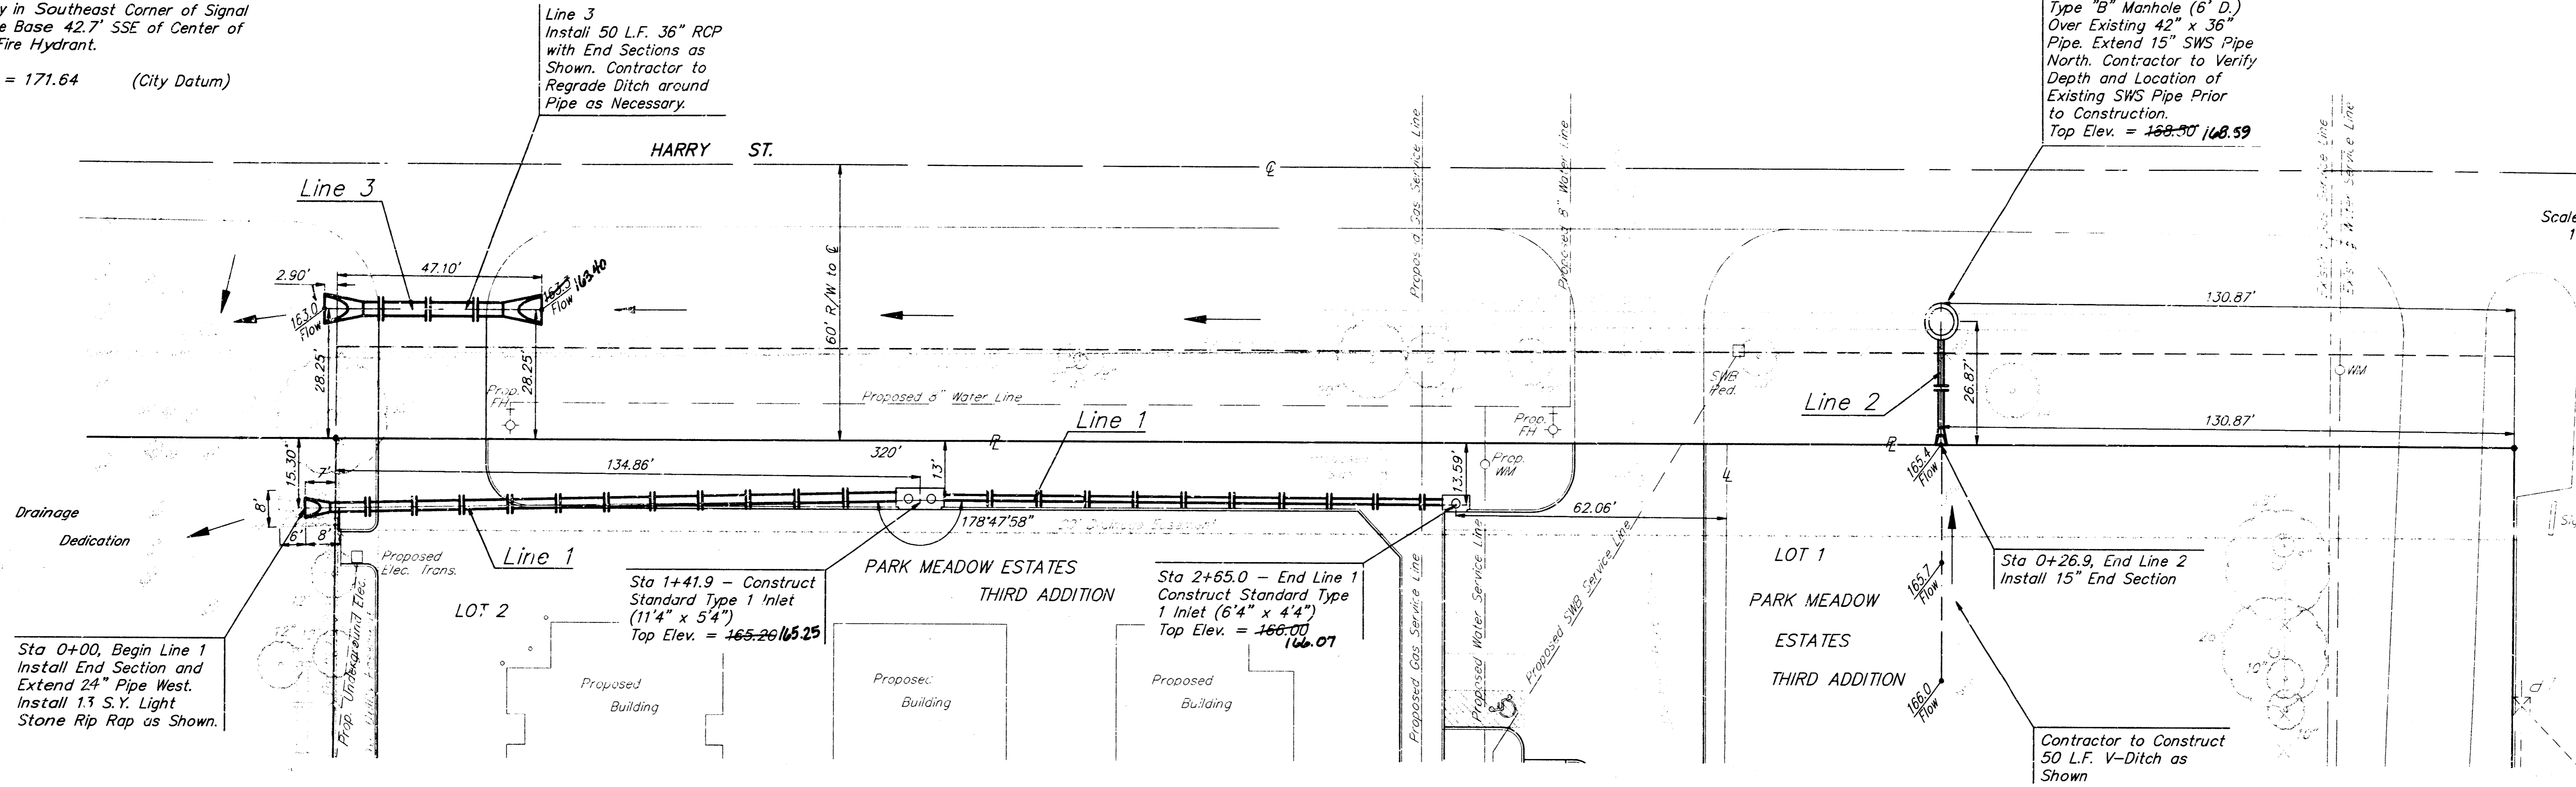 y in Southeast Corner of Signal
e Base 42.7' SSE of Center of
Fire Hydrant.
= 171.64 (City Datum)
Line 3
Install 50 L.F. 36" RCP
with End Sections as
Shown. Contractor to
Regrade Ditch around
Pipe as Necessary.
Type "B" Manhole (6' D.)
Over Existing 42" x 36"
Pipe. Extend 15" SWS Pipe
North. Contractor to Verify
Depth and Location of
Existing SWS Pipe Prior
to Construction.
Top Elev. = 168.50 168.59
HARRY ST.
℄
Line 3
Scale
1
2.90'
47.10'
163.0
Flow
163.3 163.40
Flow
28.25'
28.25'
60' R/W to ℄
Proposed Gas Service Line
Proposed 8" Water Line
130.87'
26.87'
Prop.
FH
Proposed 8" Water Line
SWB
Ped.
WM
Line 1
Line 2
Prop.
FH
130.87'
15.30'
7'
134.86'
320'
13'
13.59'
Prop.
WM
165.4
Flow
8'
6'
8'
178°47'58"
20' Drainage Easement
62.06'
Drainage
Dedication
Proposed
Elec. Trans.
Line 1
PARK MEADOW ESTATES
THIRD ADDITION
LOT 2
Sta 1+41.9 – Construct
Standard Type 1 Inlet
(11'4" x 5'4")
Top Elev. = 165.20 165.25
Sta 2+65.0 – End Line 1
Construct Standard Type
1 Inlet (6'4" x 4'4")
Top Elev. = 166.00
166.07
LOT 1
PARK MEADOW
ESTATES
THIRD ADDITION
165.7
Flow
166.0
Flow
Sta 0+26.9, End Line 2
Install 15" End Section
Sta 0+00, Begin Line 1
Install End Section and
Extend 24" Pipe West.
Install 13 S.Y. Light
Stone Rip Rap as Shown.
Prop. Underground Elec.
Proposed
Building
Proposed
Building
Proposed
Building
Proposed Gas Service Line
Proposed Water Service Line
Proposed SWB Service Line
Contractor to Construct
50 L.F. V-Ditch as
Shown